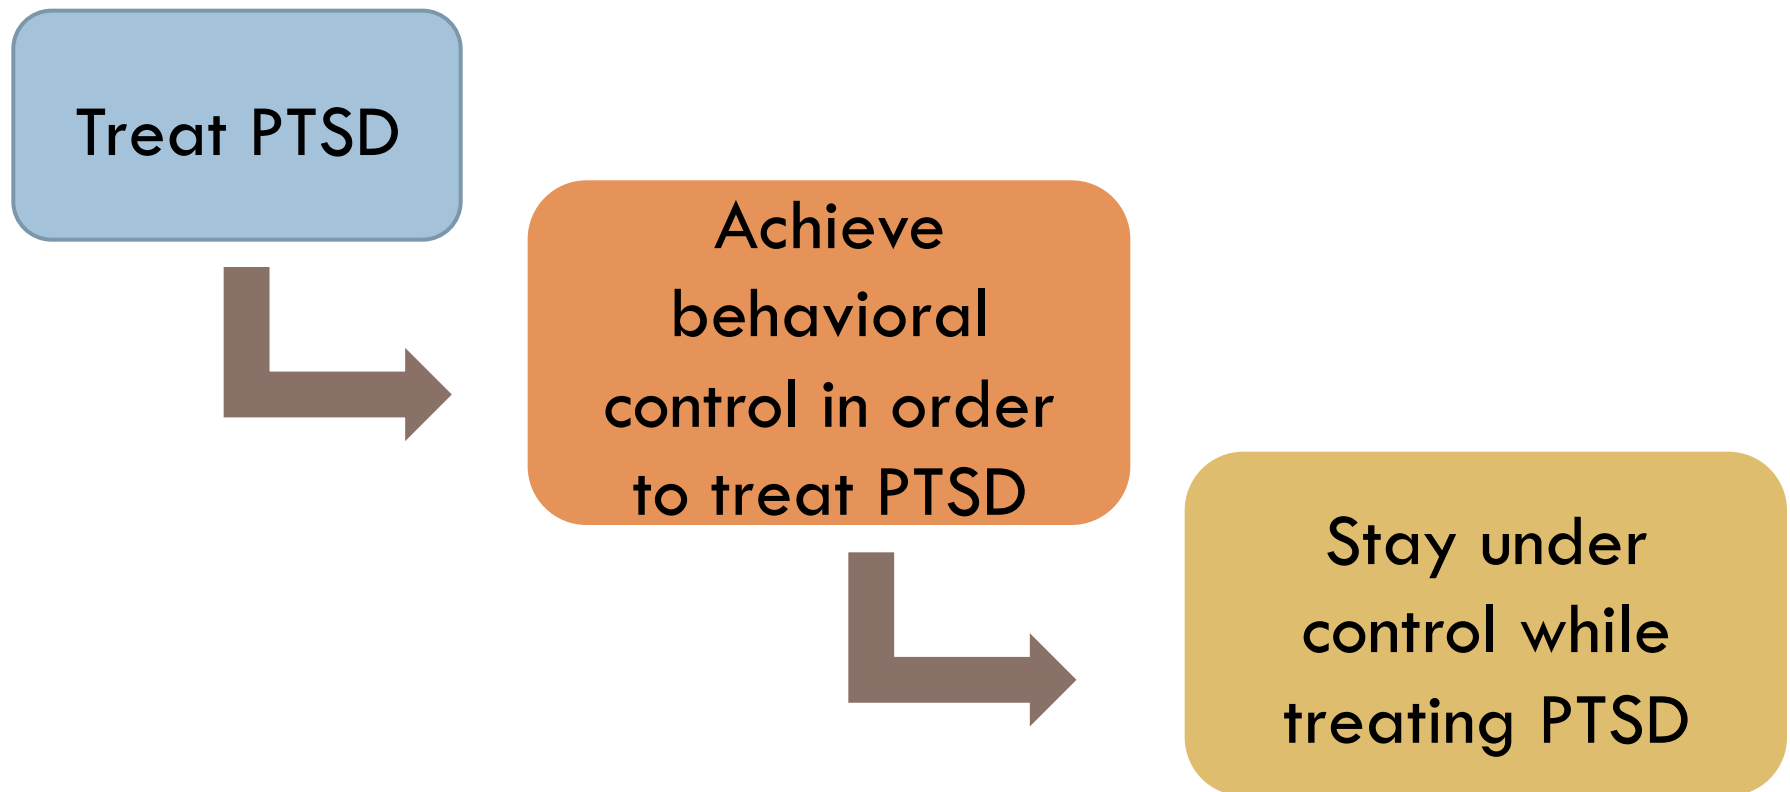 Treat PTSD
Achieve
behavioral
control in order
to treat PTSD
Stay under
control while
treating PTSD